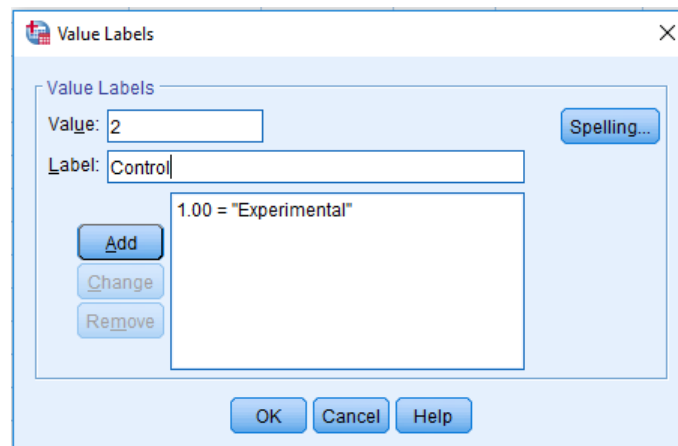 Value Labels
Value Labels
Value: 2
Spelling...
Label: Control
1.00 = "Experimental"
Add
Change
Remove
OK Cancel Help